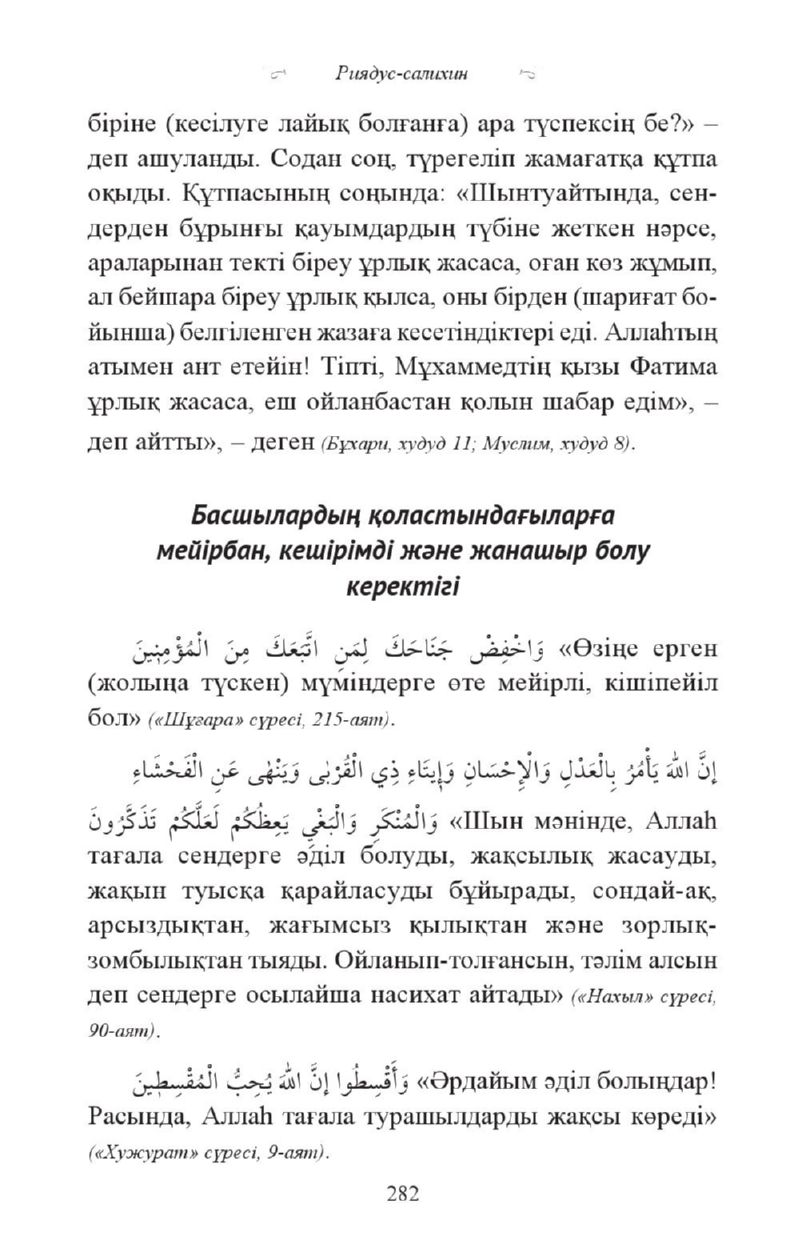 Риядус-салихин
біріне (кесілуге лайық болғанға) ара түспексің бе?» –
деп ашуланды. Содан соң, түрегеліп жамағатқа құтпа
оқыды. Құтпасының соңында: «Шынтуайтында, сен-
дерден бұрынғы қауымдардың түбіне жеткен нәрсе,
араларынан текті біреу ұрлық жасаса, оған көз жұмып,
ал бейшара біреу ұрлық қылса, оны бірден (шариғат бо-
йынша) белгіленген жазаға кесетіндіктері еді. Аллаһтың
атымен ант етейін! Тіпті, Мұхаммедтің қызы Фатима
ұрлық жасаса, еш ойланбастан қолын шабар едім», –
деп айтты», – деген (Бұхари, худуд 11; Муслим, худуд 8).
Басшылардың қоластындағыларға
мейірбан, кешірімді және жанашыр болу
керектігі
وَاخْفِضْ جَنَاحَكَ لِمَنِ اتَّبَعَكَ مِنَ الْمُؤْمِنِينَ «Өзіңе ерген
(жолыңа түскен) мүміндерге өте мейірлі, кішіпейіл
бол» («Шұғара» сүресі, 215-аят).
إِنَّ اللهَ يَأْمُرُ بِالْعَدْلِ وَالْإِحْسَانِ وَإِيتَاءِ ذِي الْقُرْبٰى وَيَنْهٰى عَنِ الْفَحْشَاءِ
وَالْمُنْكَرِ وَالْبَغْيِ يَعِظُكُمْ لَعَلَّكُمْ تَذَكَّرُونَ «Шын мәнінде, Аллаһ
тағала сендерге әділ болуды, жақсылық жасауды,
жақын туысқа қарайласуды бұйырады, сондай-ақ,
арсыздықтан, жағымсыз қылықтан және зорлық-
зомбылықтан тыяды. Ойланып-толғансын, тәлім алсын
деп сендерге осылайша насихат айтады» («Нахыл» сүресі,
90-аят).
وَأَقْسِطُوا إِنَّ اللهَ يُحِبُّ الْمُقْسِطِينَ «Әрдайым әділ болыңдар!
Расында, Аллаһ тағала турашылдарды жақсы көреді»
(«Хужурат» сүресі, 9-аят).
282